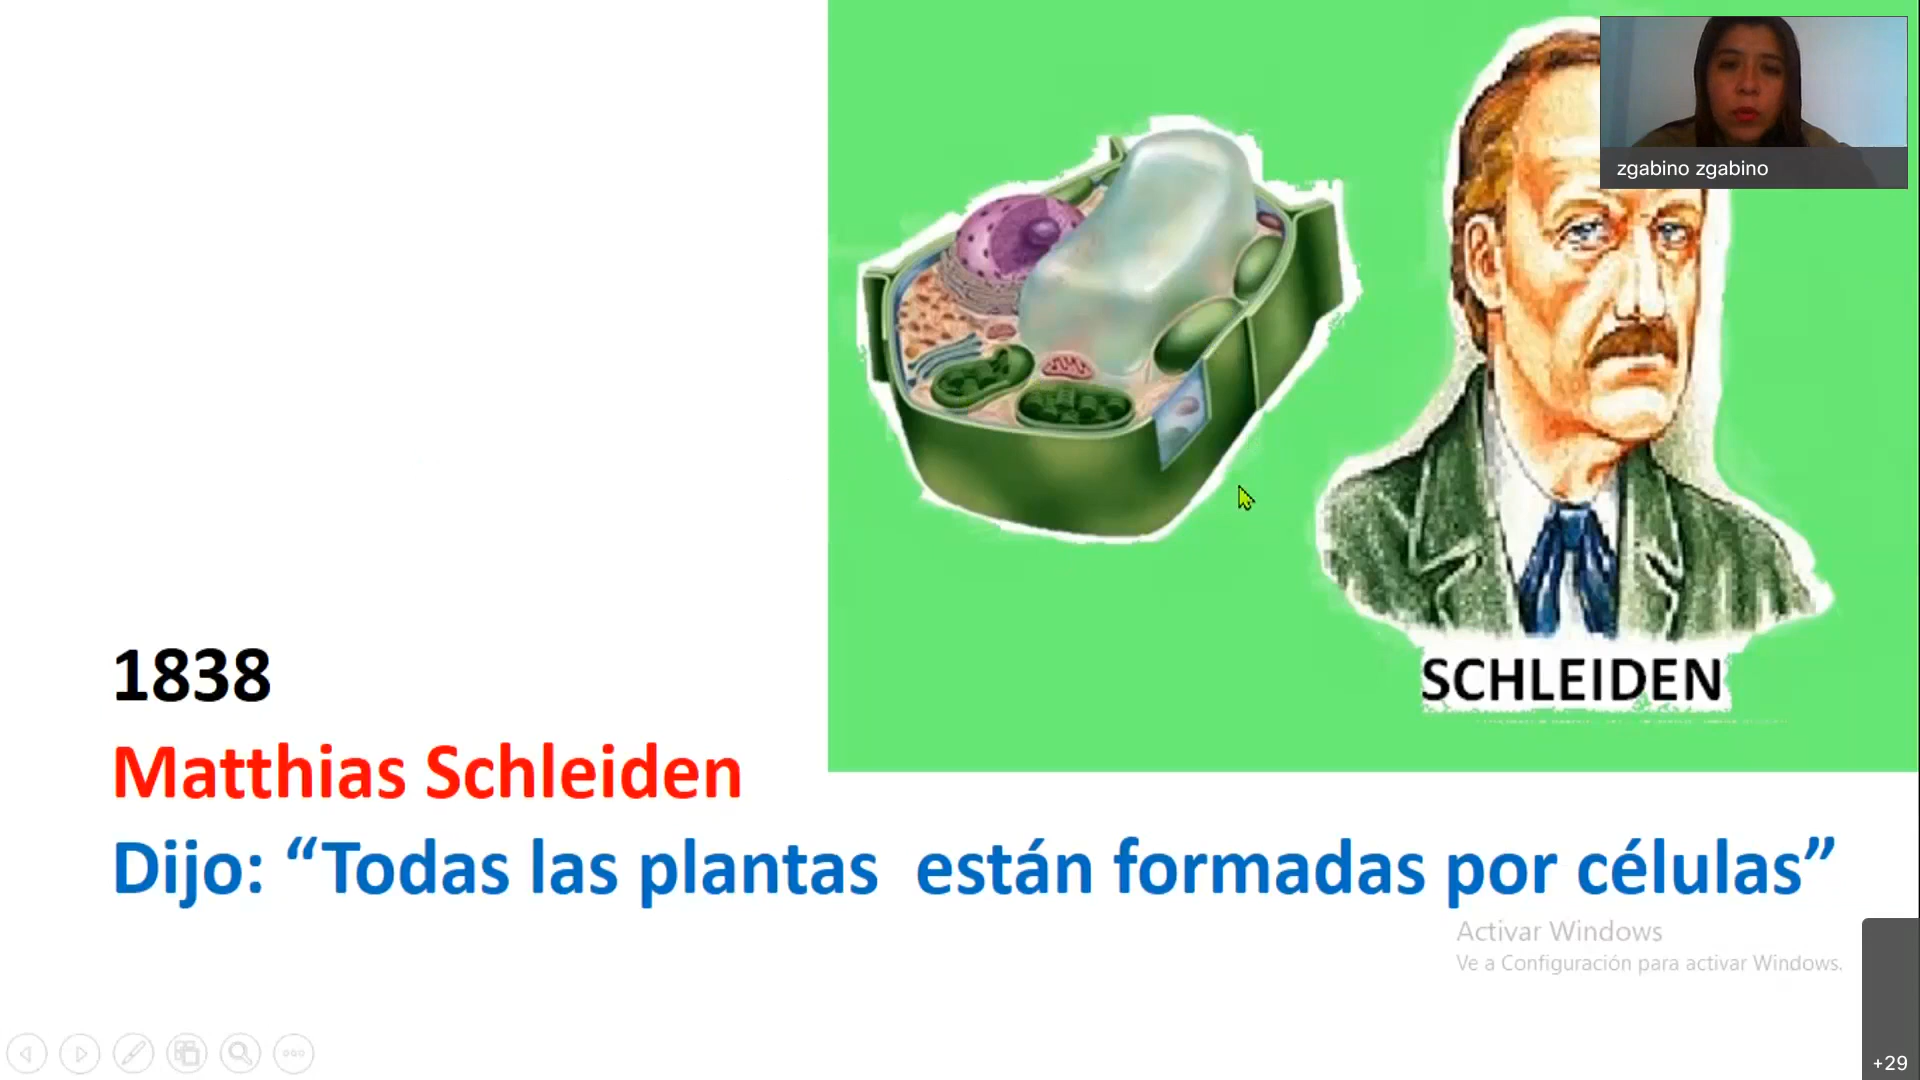 zgabino zgabino
SCHLEIDEN
1838
Matthias Schleiden
Dijo: “Todas las plantas  están formadas por células”
Activar Windows
Ve a Configuración para activar Windows.
+29